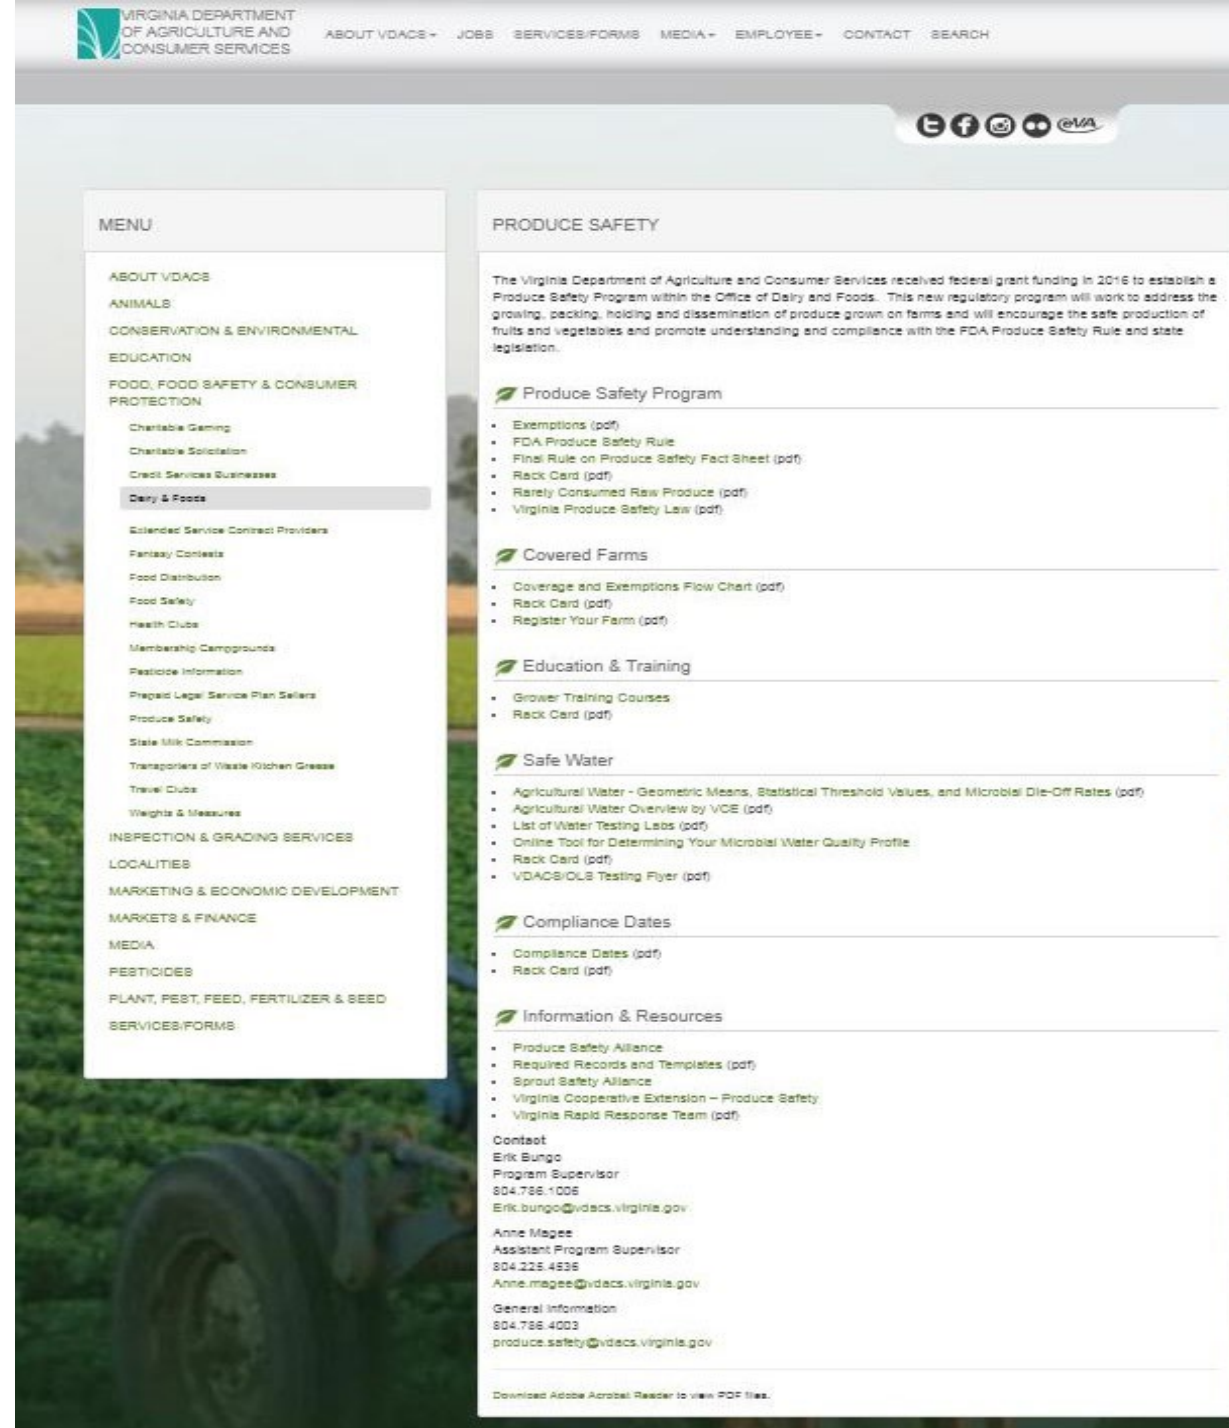 VIRGINIA DEPARTMENT
OF AGRICULTURE AND
CONSUMER SERVICES
ABOUT VDACS JOBS SERVICES/FORMS MEDIA EMPLOYEE CONTACT SEARCH
eVA
MENU
ABOUT VDACS
ANIMALS
CONSERVATION & ENVIRONMENTAL
EDUCATION
FOOD, FOOD SAFETY & CONSUMER
PROTECTION
Charitable Gaming
Charitable Solicitation
Credit Services Businesses
Dairy & Foods
Extended Service Contract Providers
Fantasy Contests
Food Distribution
Food Safety
Health Clubs
Membership Campgrounds
Pesticide Information
Prepaid Legal Service Plan Sellers
Produce Safety
State Milk Commission
Transporters of Waste Kitchen Grease
Travel Clubs
Weights & Measures
INSPECTION & GRADING SERVICES
LOCALITIES
MARKETING & ECONOMIC DEVELOPMENT
MARKETS & FINANCE
MEDIA
PESTICIDES
PLANT, PEST, FEED, FERTILIZER & SEED
SERVICES/FORMS
PRODUCE SAFETY
The Virginia Department of Agriculture and Consumer Services received federal grant funding in 2016 to establish a
Produce Safety Program within the Office of Dairy and Foods. This new regulatory program will work to address the
growing, packing, holding and dissemination of produce grown on farms and will encourage the safe production of
fruits and vegetables and promote understanding and compliance with the FDA Produce Safety Rule and state
legislation.
Produce Safety Program
• Exemptions (pdf)
• FDA Produce Safety Rule
• Final Rule on Produce Safety Fact Sheet (pdf)
• Rack Card (pdf)
• Rarely Consumed Raw Produce (pdf)
• Virginia Produce Safety Law (pdf)
Covered Farms
• Coverage and Exemptions Flow Chart (pdf)
• Rack Card (pdf)
• Register Your Farm (pdf)
Education & Training
• Grower Training Courses
• Rack Card (pdf)
Safe Water
• Agricultural Water - Geometric Means, Statistical Threshold Values, and Microbial Die-Off Rates (pdf)
• Agricultural Water Overview by VCE (pdf)
• List of Water Testing Labs (pdf)
• Online Tool for Determining Your Microbial Water Quality Profile
• Rack Card (pdf)
• VDACS/OLS Testing Flyer (pdf)
Compliance Dates
• Compliance Dates (pdf)
• Rack Card (pdf)
Information & Resources
• Produce Safety Alliance
• Required Records and Templates (pdf)
• Sprout Safety Alliance
• Virginia Cooperative Extension – Produce Safety
• Virginia Rapid Response Team (pdf)
Contact
Erik Bungo
Program Supervisor
804.786.1006
Erik.bungo@vdacs.virginia.gov
Anne Magee
Assistant Program Supervisor
804.225.4536
Anne.magee@vdacs.virginia.gov
General Information
804.786.4003
produce.safety@vdacs.virginia.gov
Download Adobe Acrobat Reader to view PDF files.